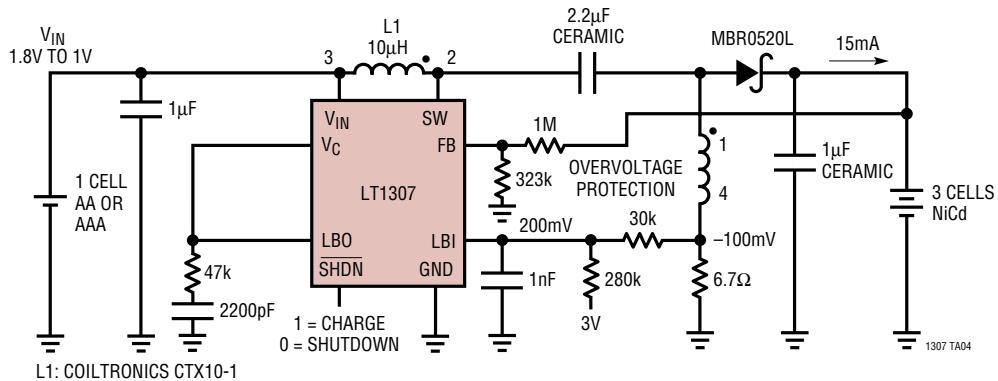 VIN
1.8V TO 1V
L1
10µH
3
2
2.2µF
CERAMIC
MBR0520L
15mA
1µF
VIN
SW
VC
FB
1M
323k
OVERVOLTAGE
PROTECTION
1
4
1µF
CERAMIC
LT1307
1 CELL
AA OR
AAA
3 CELLS
NiCd
LBO
LBI
200mV
30k
–100mV
47k
SHDN
GND
1nF
280k
6.7Ω
2200pF
3V
1 = CHARGE
0 = SHUTDOWN
1307 TA04
L1: COILTRONICS CTX10-1